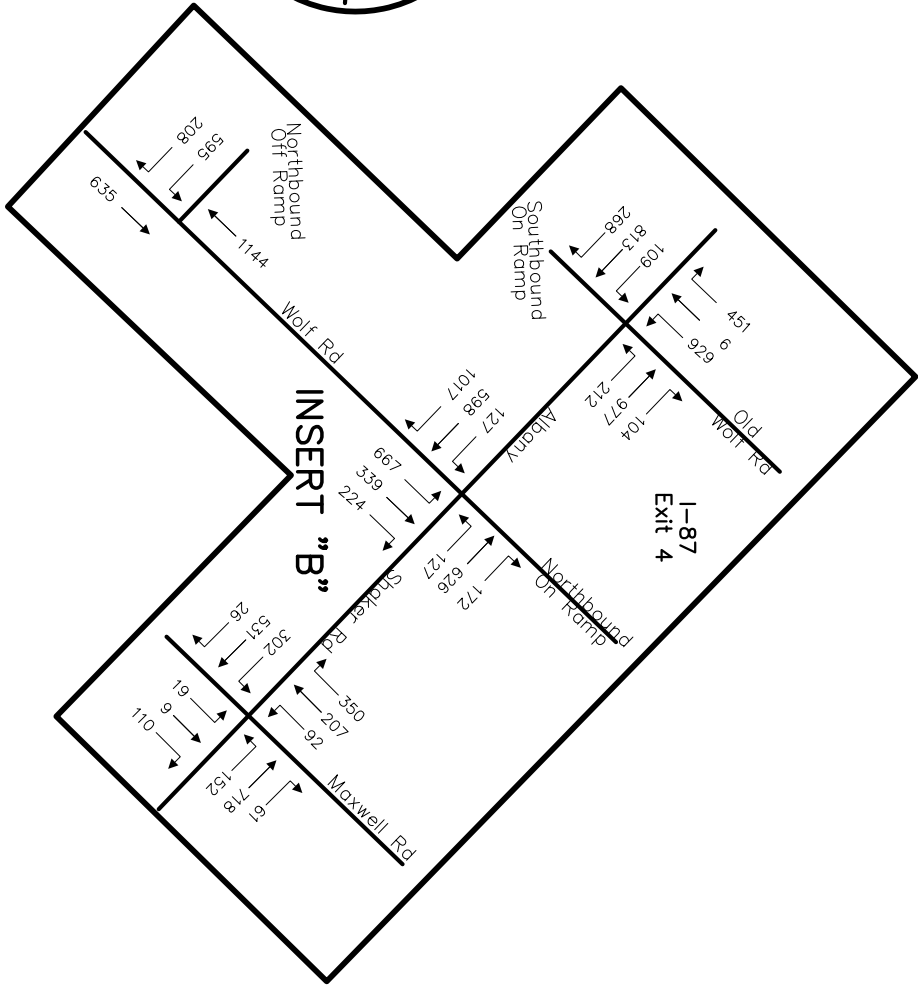 208
595
635
Northbound
Off Ramp
1144
Wolf Rd
Southbound
On Ramp
268
813
109
451
6
929
212
977
104
Old
Wolf Rd
Albany
1017
598
127
667
339
224
127
626
172
I-87
Exit 4
Northbound
On Ramp
INSERT "B"
Shaker Rd
26
531
302
350
207
92
19
9
110
152
718
61
Maxwell Rd